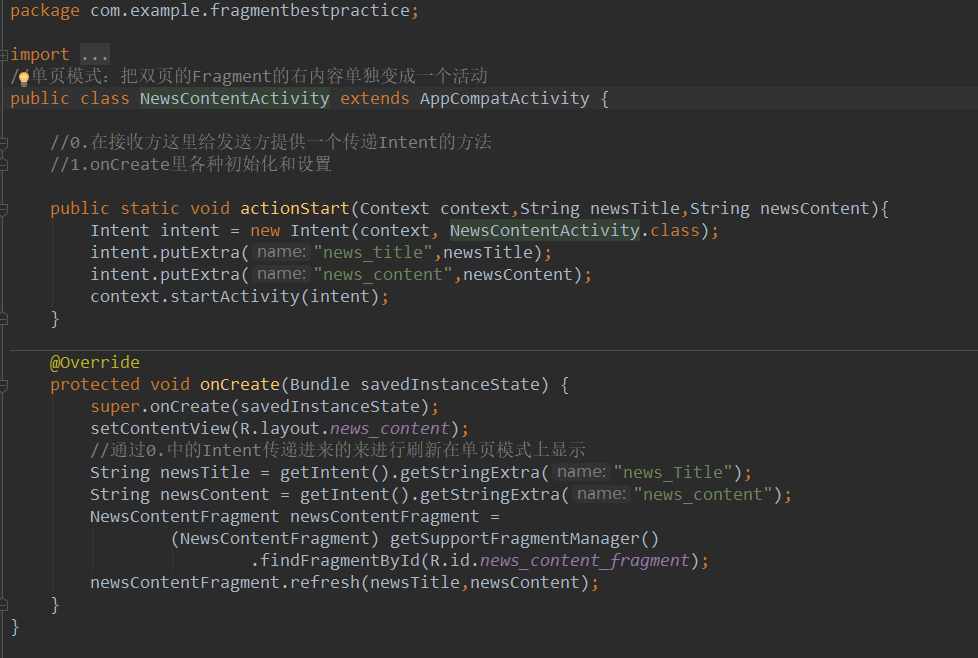 package com.example.fragmentbestpractice;
import ...
//单页模式：把双页的Fragment的右内容单独变成一个活动
public class NewsContentActivity extends AppCompatActivity {
//0.在接收方这里给发送方提供一个传递Intent的方法
//1.onCreate里各种初始化和设置
public static void actionStart(Context context,String newsTitle,String newsContent){
Intent intent = new Intent(context, NewsContentActivity.class);
intent.putExtra( name: "news_title",newsTitle);
intent.putExtra( name: "news_content",newsContent);
context.startActivity(intent);
}
@Override
protected void onCreate(Bundle savedInstanceState) {
super.onCreate(savedInstanceState);
setContentView(R.layout.news_content);
//通过0.中的Intent传递进来的来进行刷新在单页模式上显示
String newsTitle = getIntent().getStringExtra( name: "news_Title");
String newsContent = getIntent().getStringExtra( name: "news_content");
NewsContentFragment newsContentFragment =
(NewsContentFragment) getSupportFragmentManager()
.findFragmentById(R.id.news_content_fragment);
newsContentFragment.refresh(newsTitle,newsContent);
}
}